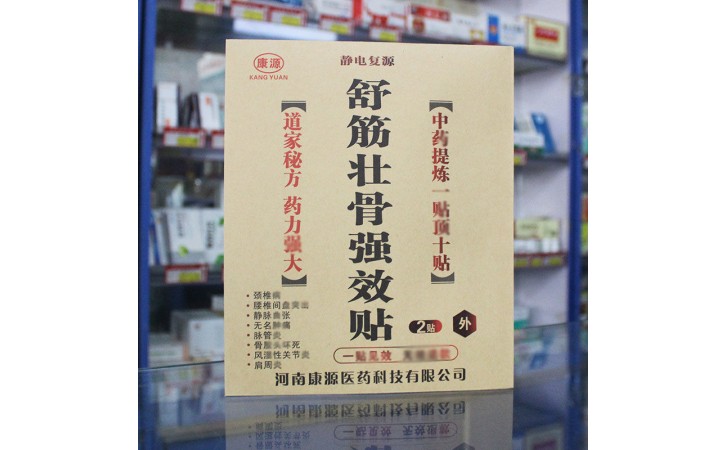 康源
KANG YUAN
静电复源
舒筋壮骨强效贴
【道家秘方 药力强大】
【中药提炼 一贴顶十贴】
• 颈椎病
• 腰椎间盘突出
• 静脉曲张
• 无名肿痛
• 脉管炎
• 骨股头坏死
• 风湿性关节炎
• 肩周炎
2贴
外
一贴见效
河南康源医药科技有限公司